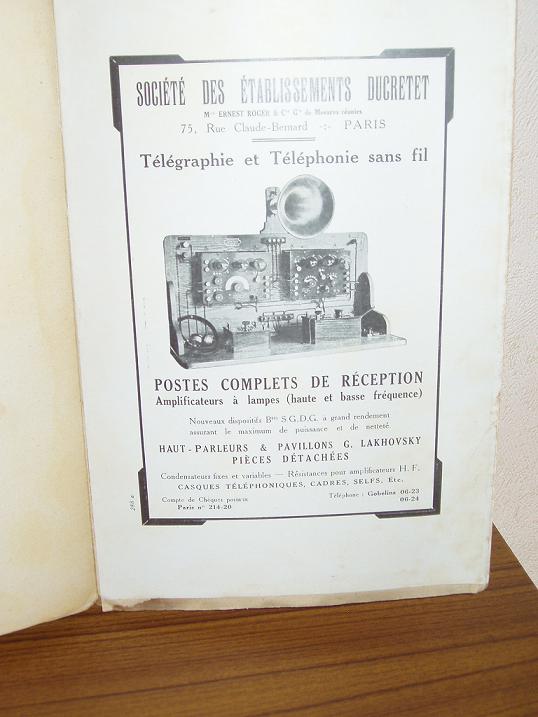 SOCIÉTÉ DES ÉTABLISSEMENTS DUCRETET
Mon ERNEST ROGER & Cie Gle de Mesures réunies
75, Rue Claude-Bernard -:- PARIS
Télégraphie et Téléphonie sans fil
POSTES COMPLETS DE RÉCEPTION
Amplificateurs à lampes (haute et basse fréquence)
Nouveaux dispositifs Btés S.G.D.G. à grand rendement
assurant le maximum de puissance et de netteté.
HAUT-PARLEURS & PAVILLONS G. LAKHOVSKY
PIÈCES DÉTACHÉES
Condensateurs fixes et variables — Résistances pour amplificateurs H. F.
CASQUES TÉLÉPHONIQUES, CADRES, SELFS, Etc.
Compte de Chèques postaux
Paris n° 214-20
Téléphone : Gobelins 06-23
06-24